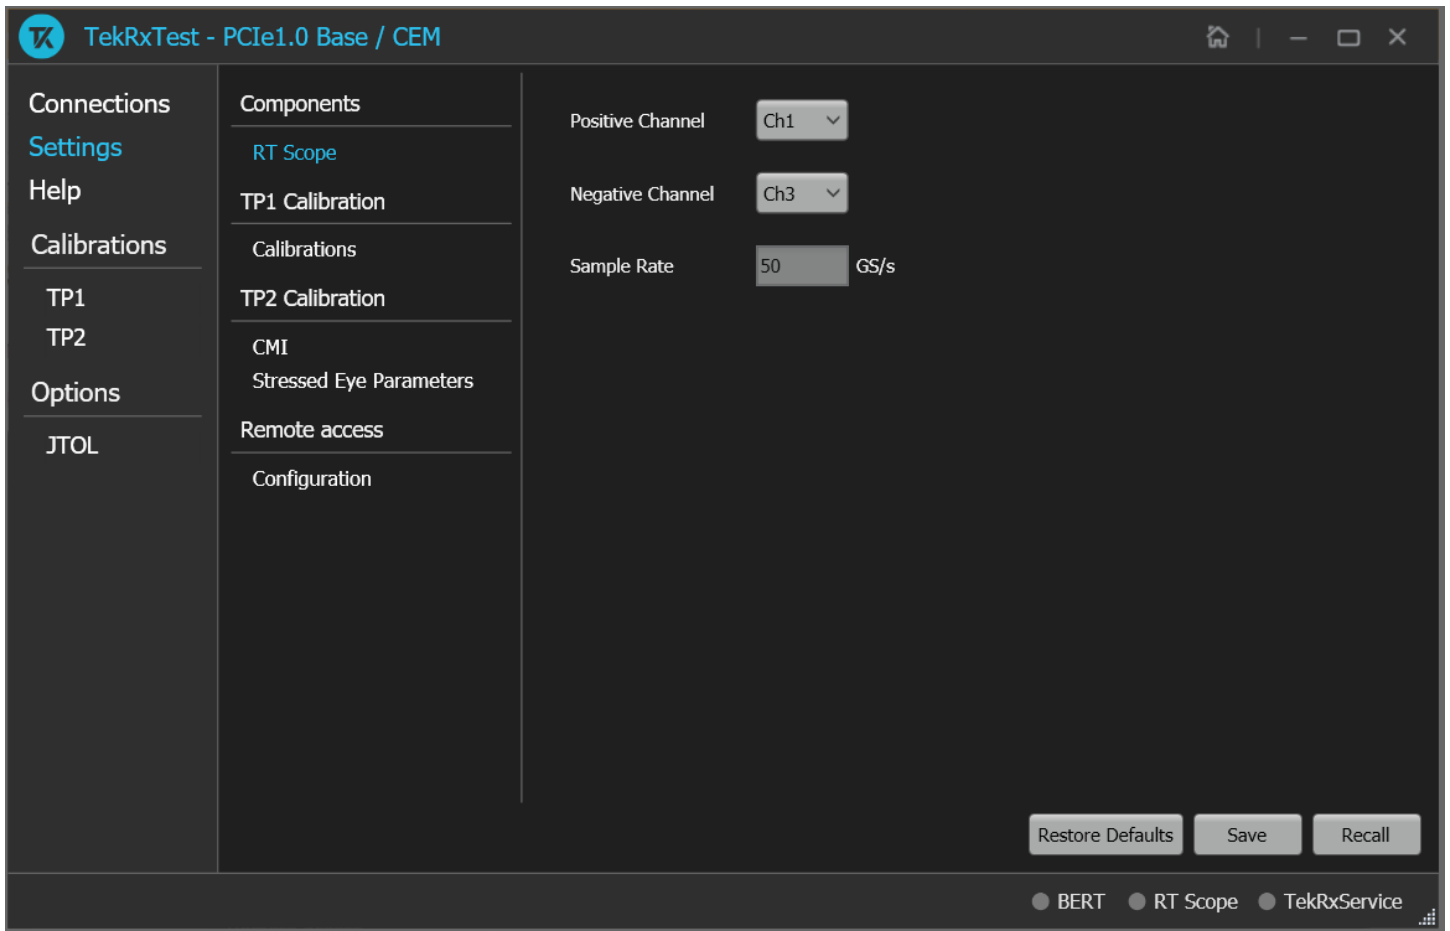 TK TekRxTest - PCIe1.0 Base / CEM
Connections
Settings
Help
Calibrations
TP1
TP2
Options
JTOL
Components
RT Scope
TP1 Calibration
Calibrations
TP2 Calibration
CMI
Stressed Eye Parameters
Remote access
Configuration
Positive Channel Ch1
Negative Channel Ch3
Sample Rate 50 GS/s
Restore Defaults Save Recall
BERT RT Scope TekRxService